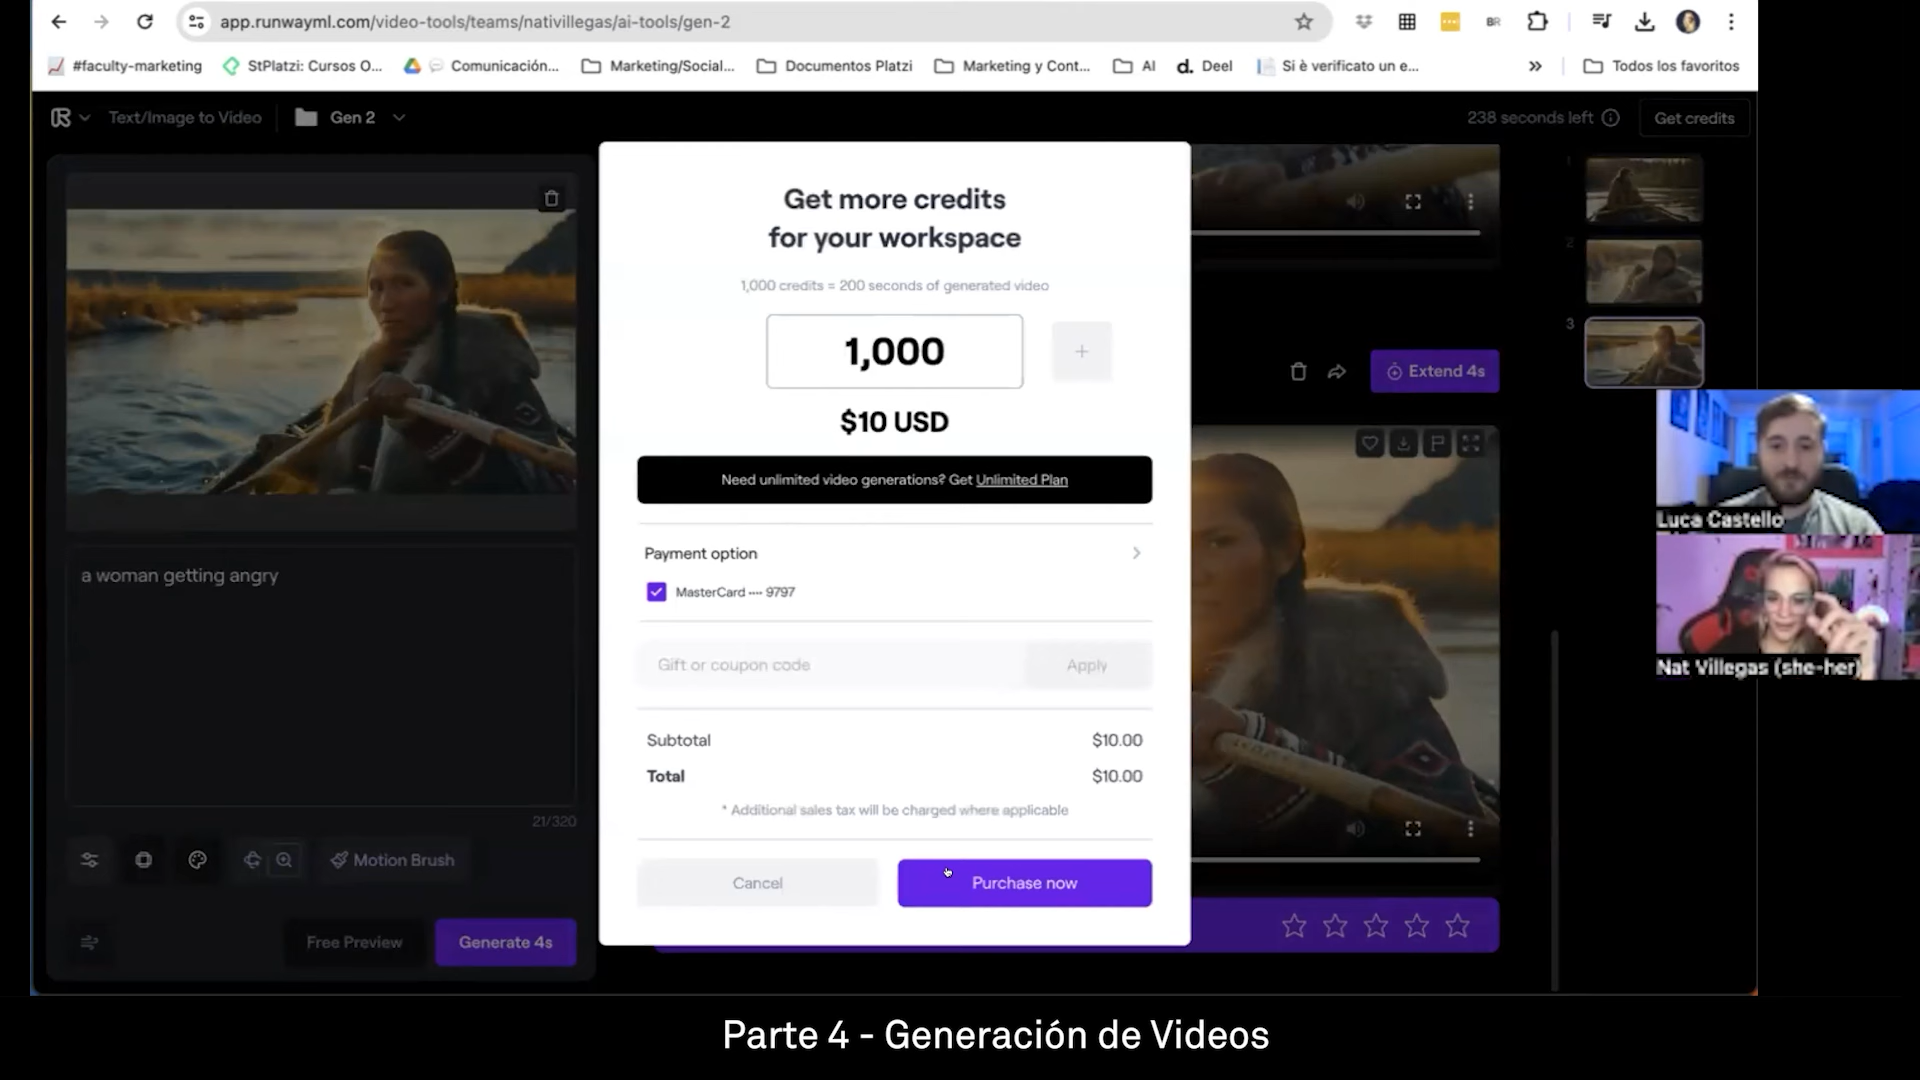 app.runwayml.com/video-tools/teams/nativillegas/ai-tools/gen-2
BR
#faculty-marketing
StPlatzi: Cursos O...
Comunicación...
Marketing/Social...
Documentos Platzi
Marketing y Cont...
AI
d. Deel
Si è verificato un e...
»
Todos los favoritos
Text/Image to Video
Gen 2
238 seconds left
Get credits
Get more credits
for your workspace
1,000 credits = 200 seconds of generated video
1,000
+
$10 USD
Need unlimited video generations? Get Unlimited Plan
Payment option
MasterCard •••• 9797
Gift or coupon code
Apply
Subtotal
$10.00
Total
$10.00
* Additional sales tax will be charged where applicable
Cancel
Purchase now
a woman getting angry
21/320
Motion Brush
Free Preview
Generate 4s
Extend 4s
1
2
3
Luca Castello
Nat Villegas (she-her)
Parte 4 - Generación de Videos